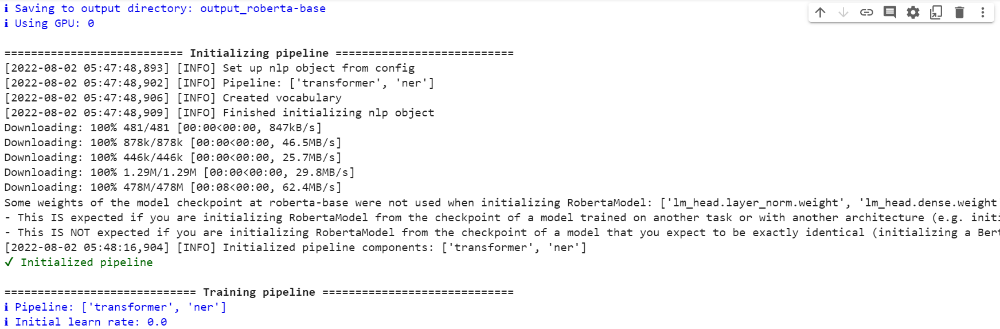 ℹ Saving to output directory: output_roberta-base
ℹ Using GPU: 0
=========================== Initializing pipeline ===========================
[2022-08-02 05:47:48,893] [INFO] Set up nlp object from config
[2022-08-02 05:47:48,902] [INFO] Pipeline: ['transformer', 'ner']
[2022-08-02 05:47:48,906] [INFO] Created vocabulary
[2022-08-02 05:47:48,909] [INFO] Finished initializing nlp object
Downloading: 100% 481/481 [00:00<00:00, 847kB/s]
Downloading: 100% 878k/878k [00:00<00:00, 46.5MB/s]
Downloading: 100% 446k/446k [00:00<00:00, 25.7MB/s]
Downloading: 100% 1.29M/1.29M [00:00<00:00, 29.8MB/s]
Downloading: 100% 478M/478M [00:08<00:00, 62.4MB/s]
Some weights of the model checkpoint at roberta-base were not used when initializing RobertaModel: ['lm_head.layer_norm.weight', 'lm_head.dense.weight
- This IS expected if you are initializing RobertaModel from the checkpoint of a model trained on another task or with another architecture (e.g. initi
- This IS NOT expected if you are initializing RobertaModel from the checkpoint of a model that you expect to be exactly identical (initializing a Bert
[2022-08-02 05:48:16,904] [INFO] Initialized pipeline components: ['transformer', 'ner']
✓ Initialized pipeline
============================= Training pipeline =============================
ℹ Pipeline: ['transformer', 'ner']
ℹ Initial learn rate: 0.0